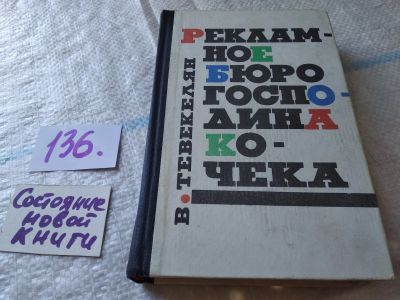 136.
Состояние
новой
книги
В. ТЕВЕКЕЛЯН
РЕКЛАМ-
НОЕ
БЮРО
ГОСПО-
ДИНА
КО-
ЧЕКА